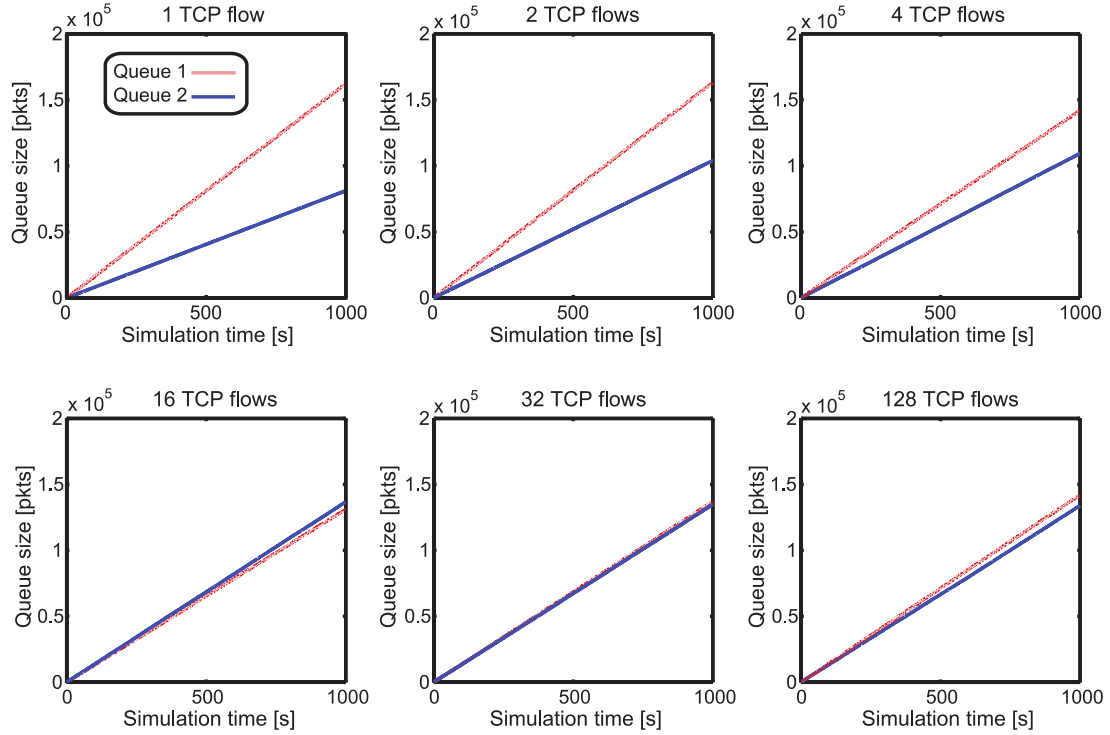 1 TCP flow
x 10^5
2
1.5
1
0.5
0
Queue size [pkts]
Queue 1
Queue 2
0 500 1000
Simulation time [s]
2 TCP flows
x 10^5
2
1.5
1
0.5
0
Queue size [pkts]
0 500 1000
Simulation time [s]
4 TCP flows
x 10^5
2
1.5
1
0.5
0
Queue size [pkts]
0 500 1000
Simulation time [s]
16 TCP flows
x 10^5
2
1.5
1
0.5
0
Queue size [pkts]
0 500 1000
Simulation time [s]
32 TCP flows
x 10^5
2
1.5
1
0.5
0
Queue size [pkts]
0 500 1000
Simulation time [s]
128 TCP flows
x 10^5
2
1.5
1
0.5
0
Queue size [pkts]
0 500 1000
Simulation time [s]